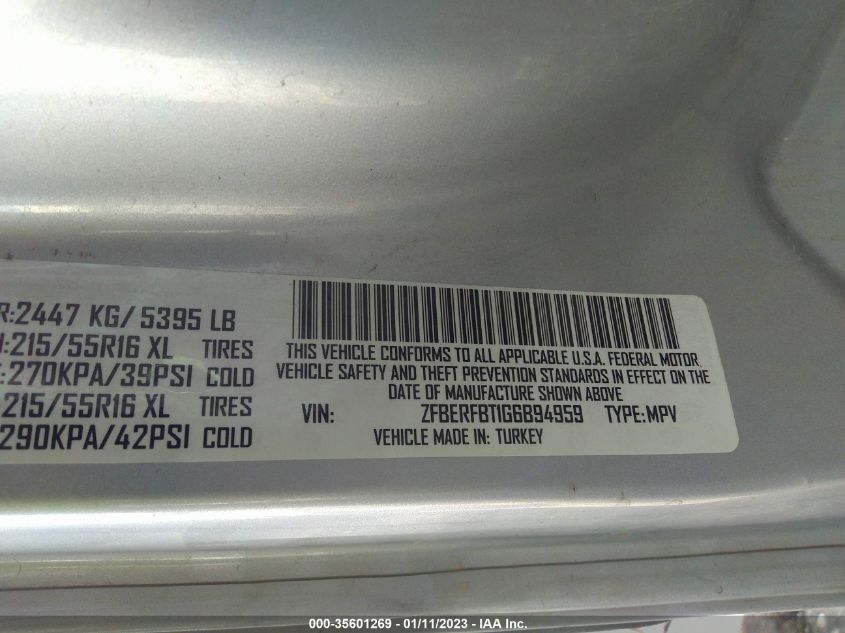 R:2447 KG/ 5395 LB
:215/55R16 XL TIRES
:270KPA/39PSI COLD
215/55R16 XL TIRES
290KPA/42PSI COLD
THIS VEHICLE CONFORMS TO ALL APPLICABLE U.S.A. FEDERAL MOTOR
VEHICLE SAFETY AND THEFT PREVENTION STANDARDS IN EFFECT ON THE
DATE OF MANUFACTURE SHOWN ABOVE
VIN: ZFBERFBT1G6B94959 TYPE:MPV
VEHICLE MADE IN: TURKEY
000-35601269 - 01/11/2023 - IAA Inc.